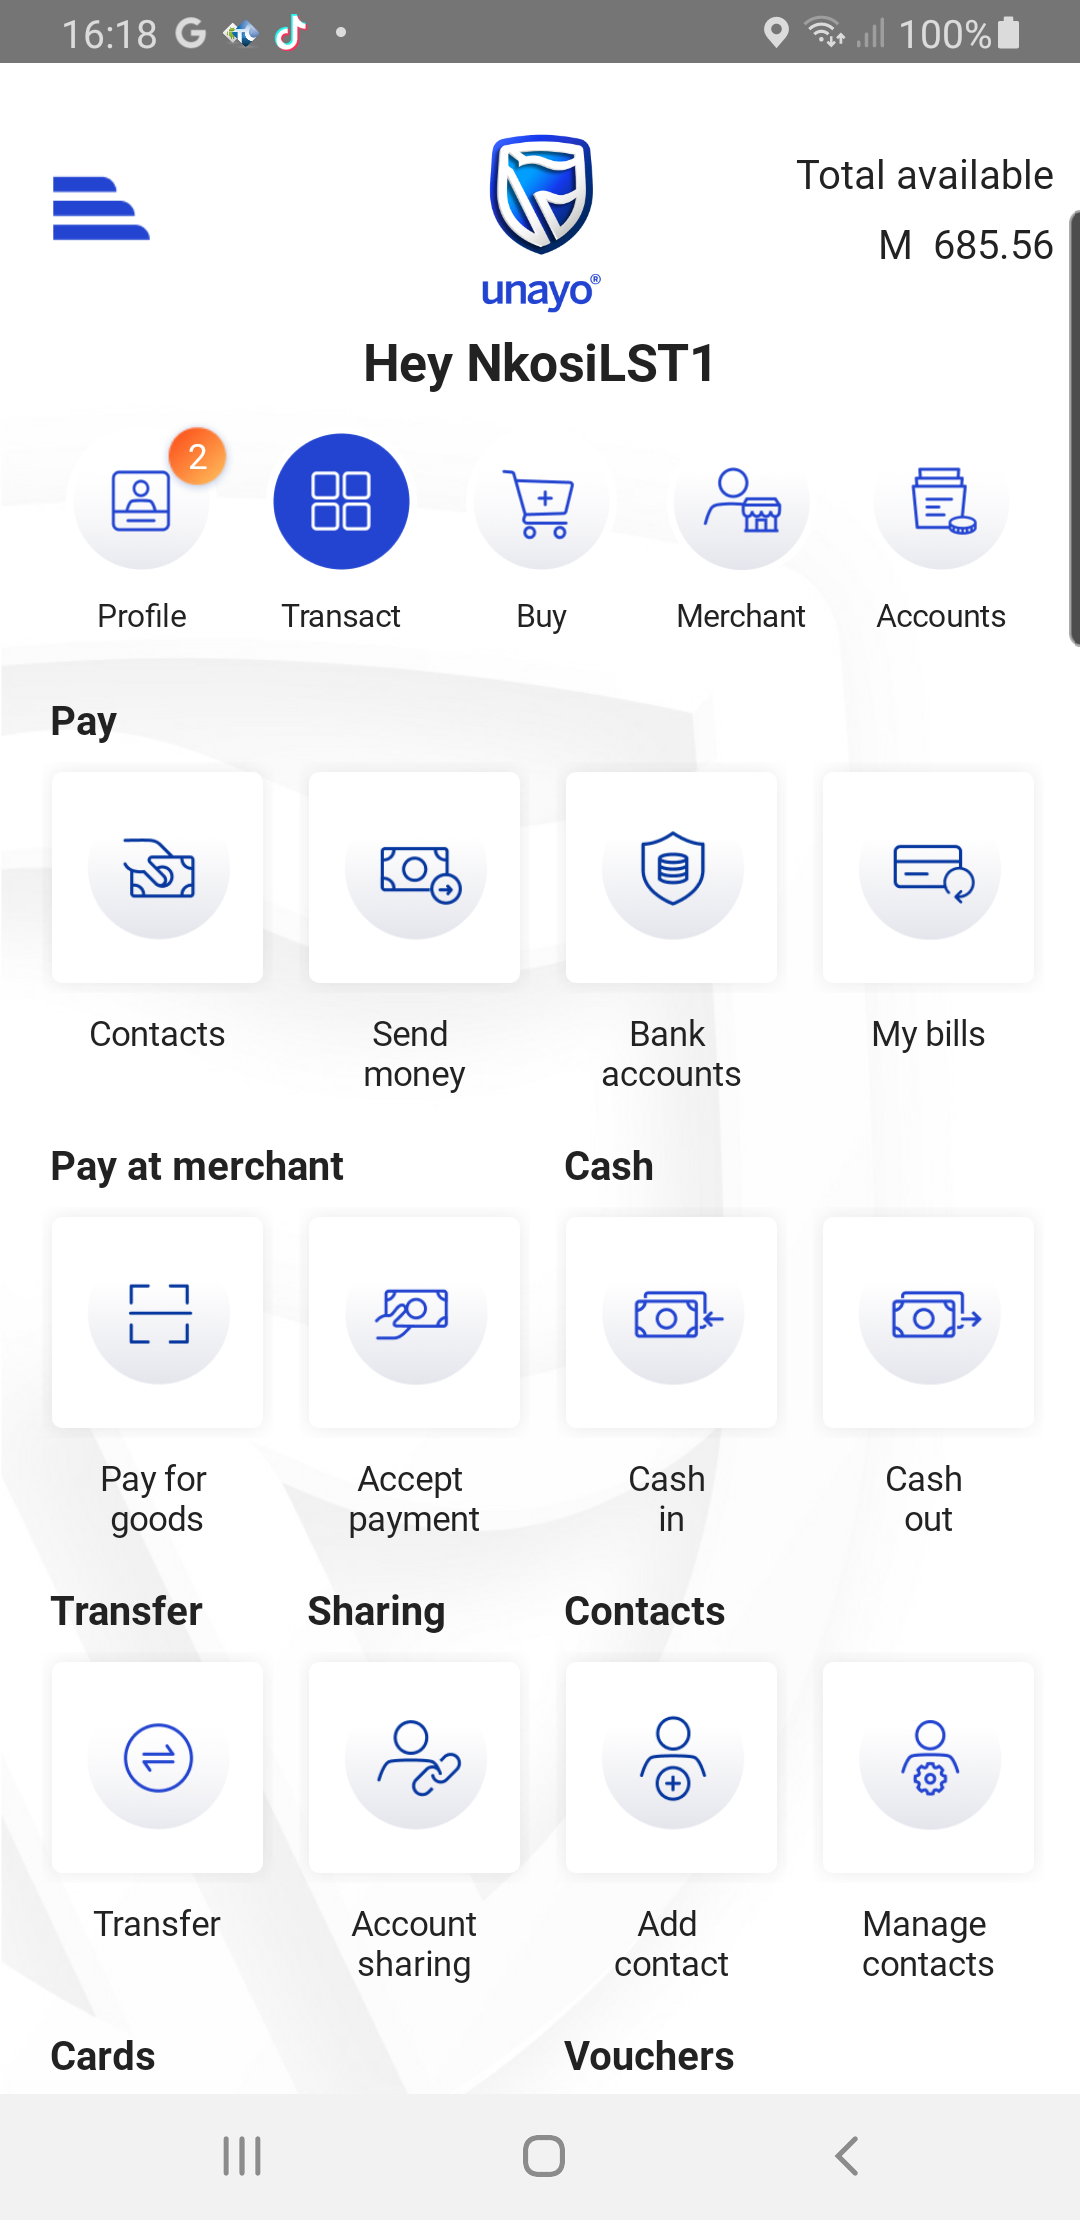 16:18
100%
Total available
M 685.56
unayo®
Hey NkosiLST1
2
Profile
Transact
Buy
Merchant
Accounts
Pay
Contacts
Send
money
Bank
accounts
My bills
Pay at merchant
Cash
Pay for
goods
Accept
payment
Cash
in
Cash
out
Transfer
Sharing
Contacts
Transfer
Account
sharing
Add
contact
Manage
contacts
Cards
Vouchers